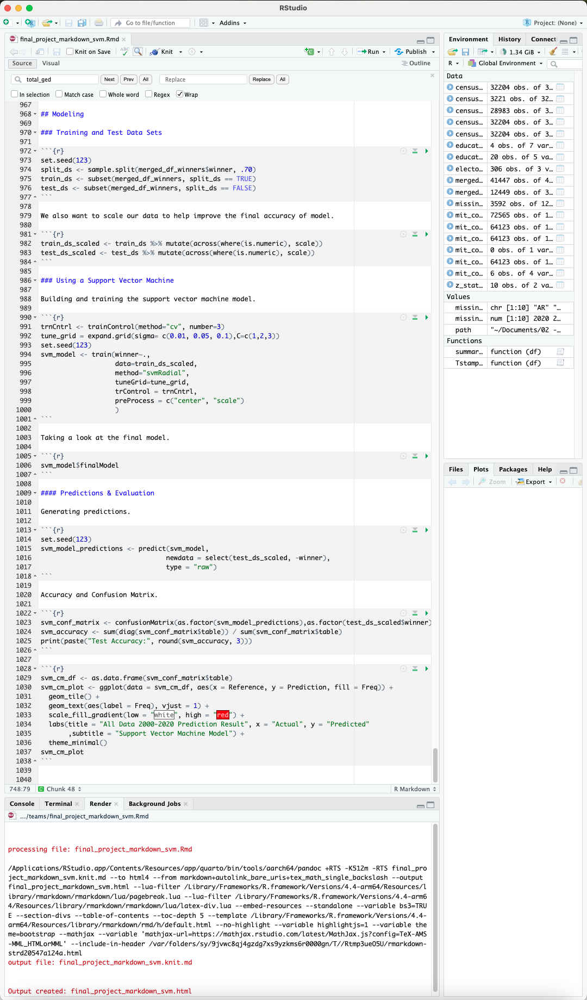 RStudio
Go to file/function
Addins
Project: (None)
final_project_markdown_svm.Rmd
Knit on Save
ABC
Knit
Run
Publish
Source
Visual
Outline
total_ged
Next
Prev
All
Replace
Replace
All
In selection
Match case
Whole word
Regex
Wrap
967
968 ## Modeling
969
970 ### Training and Test Data Sets
971
972 ```{r}
973 set.seed(123)
974 split_ds <- sample.split(merged_df_winners$winner, .70)
975 train_ds <- subset(merged_df_winners, split_ds == TRUE)
976 test_ds <- subset(merged_df_winners, split_ds == FALSE)
977 ```
978
979 We also want to scale our data to help improve the final accuracy of model.
980
981 ```{r}
982 train_ds_scaled <- train_ds %>% mutate(across(where(is.numeric), scale))
983 test_ds_scaled <- test_ds %>% mutate(across(where(is.numeric), scale))
984 ```
985
986 ### Using a Support Vector Machine
987
988 Building and training the support vector machine model.
989
990 ```{r}
991 trnCntrl <- trainControl(method="cv", number=3)
992 tune_grid = expand.grid(sigma= c(0.01, 0.05, 0.1),C=c(1,2,3))
993 set.seed(123)
994 svm_model <- train(winner~.,
995 data=train_ds_scaled,
996 method="svmRadial",
997 tuneGrid=tune_grid,
998 trControl = trnCntrl,
999 preProcess = c("center", "scale")
1000 )
1001 ```
1002
1003 Taking a look at the final model.
1004
1005 ```{r}
1006 svm_model$finalModel
1007 ```
1008
1009 #### Predictions & Evaluation
1010
1011 Generating predictions.
1012
1013 ```{r}
1014 set.seed(123)
1015 svm_model_predictions <- predict(svm_model,
1016 newdata = select(test_ds_scaled, -winner),
1017 type = "raw")
1018 ```
1019
1020 Accuracy and Confusion Matrix.
1021
1022 ```{r}
1023 svm_conf_matrix <- confusionMatrix(as.factor(svm_model_predictions),as.factor(test_ds_scaled$winner)
1024 svm_accuracy <- sum(diag(svm_conf_matrix$table)) / sum(svm_conf_matrix$table)
1025 print(paste("Test Accuracy:", round(svm_accuracy, 3)))
1026 ```
1027
1028 ```{r}
1029 svm_cm_df <- as.data.frame(svm_conf_matrix$table)
1030 svm_cm_plot <- ggplot(data = svm_cm_df, aes(x = Reference, y = Prediction, fill = Freq)) +
1031 geom_tile() +
1032 geom_text(aes(label = Freq), vjust = 1) +
1033 scale_fill_gradient(low = "white", high = "red") +
1034 labs(title = "All Data 2000-2020 Prediction Result", x = "Actual", y = "Predicted"
1035 ,subtitle = "Support Vector Machine Model") +
1036 theme_minimal()
1037 svm_cm_plot
1038 ```
1039
1040
748:79
C Chunk 48
R Markdown
Console
Terminal
Render
Background Jobs
.../teams/final_project_markdown_svm.Rmd
processing file: final_project_markdown_svm.Rmd
/Applications/RStudio.app/Contents/Resources/app/quarto/bin/tools/aarch64/pandoc +RTS -K512m -RTS final_pro
ject_markdown_svm.knit.md --to html4 --from markdown+autolink_bare_uris+tex_math_single_backslash --output
final_project_markdown_svm.html --lua-filter /Library/Frameworks/R.framework/Versions/4.4-arm64/Resources/l
ibrary/rmarkdown/rmarkdown/lua/pagebreak.lua --lua-filter /Library/Frameworks/R.framework/Versions/4.4-arm6
4/Resources/library/rmarkdown/rmarkdown/lua/latex-div.lua --embed-resources --standalone --variable bs3=TRU
E --section-divs --table-of-contents --toc-depth 5 --template /Library/Frameworks/R.framework/Versions/4.4-
arm64/Resources/library/rmarkdown/rmd/h/default.html --no-highlight --variable highlightjs=1 --variable the
me=bootstrap --mathjax --variable 'mathjax-url=https://mathjax.rstudio.com/latest/MathJax.js?config=TeX-AMS
-MML_HTMLorMML' --include-in-header /var/folders/sy/9jvwc8qj4gzdg7xs9yzkms6r0000gn/T//Rtmp3ueO5U/rmarkdown-
strd20547a124a.html
output file: final_project_markdown_svm.knit.md
Output created: final_project_markdown_svm.html
Environment
History
Connect
1.34 GiB
R
Global Environment
Data
census… 32204 obs. of 3…
census… 3221 obs. of 32…
census… 28983 obs. of 3…
census… 32204 obs. of 3…
census… 32204 obs. of 3…
educat… 4 obs. of 7 var…
educat… 20 obs. of 5 va…
electo… 306 obs. of 3 v…
merged… 41447 obs. of 4…
merged… 12449 obs. of 3…
missin… 3592 obs. of 12…
mit_co… 72565 obs. of 1…
mit_co… 64123 obs. of 1…
mit_co… 64123 obs. of 1…
mit_co… 0 obs. of 1 var…
mit_co… 64123 obs. of 1…
mit_co… 6 obs. of 4 var…
z_stat… 10 obs. of 2 va…
Values
missin… chr [1:10] "AR" "…
missin… num [1:10] 2020 2…
path "~/Documents/02 -…
Functions
summar… function (df)
Tstamp… function (df)
Files
Plots
Packages
Help
Zoom
Export